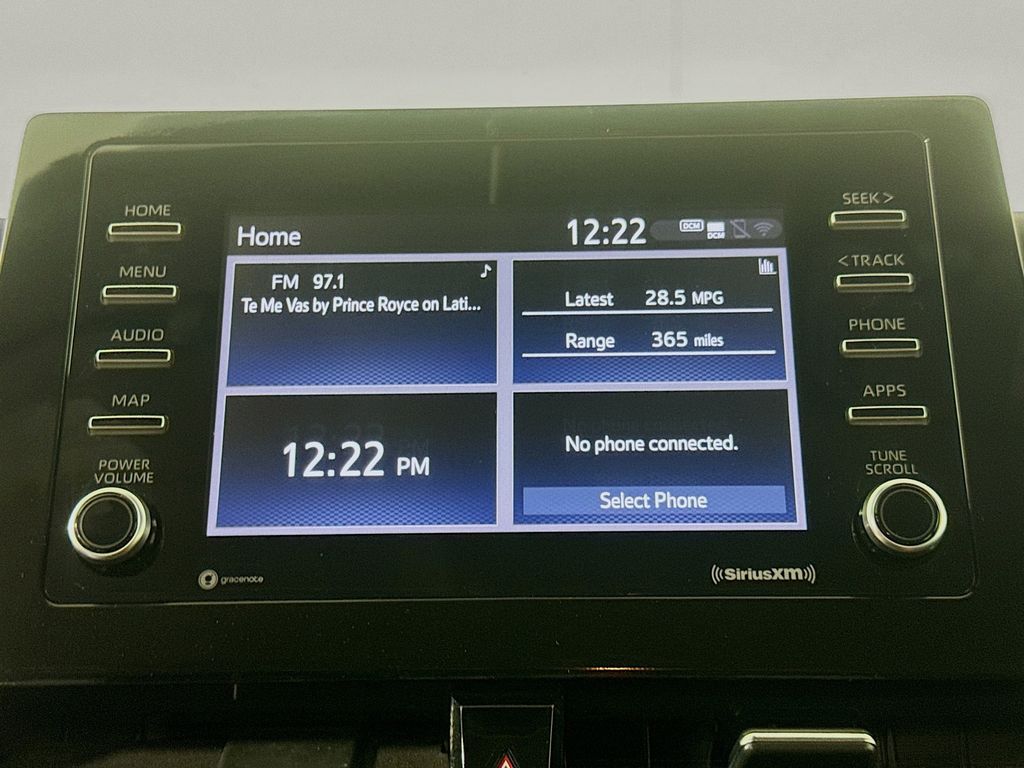 HOME
MENU
AUDIO
MAP
POWER
VOLUME
Home 12:22 DCM DCM
FM 97.1
Te Me Vas by Prince Royce on Lati...
Latest 28.5 MPG
Range 365 miles
12:22 PM
No phone connected.
Select Phone
SEEK >
< TRACK
PHONE
APPS
TUNE
SCROLL
gracenote
((SiriusXM))